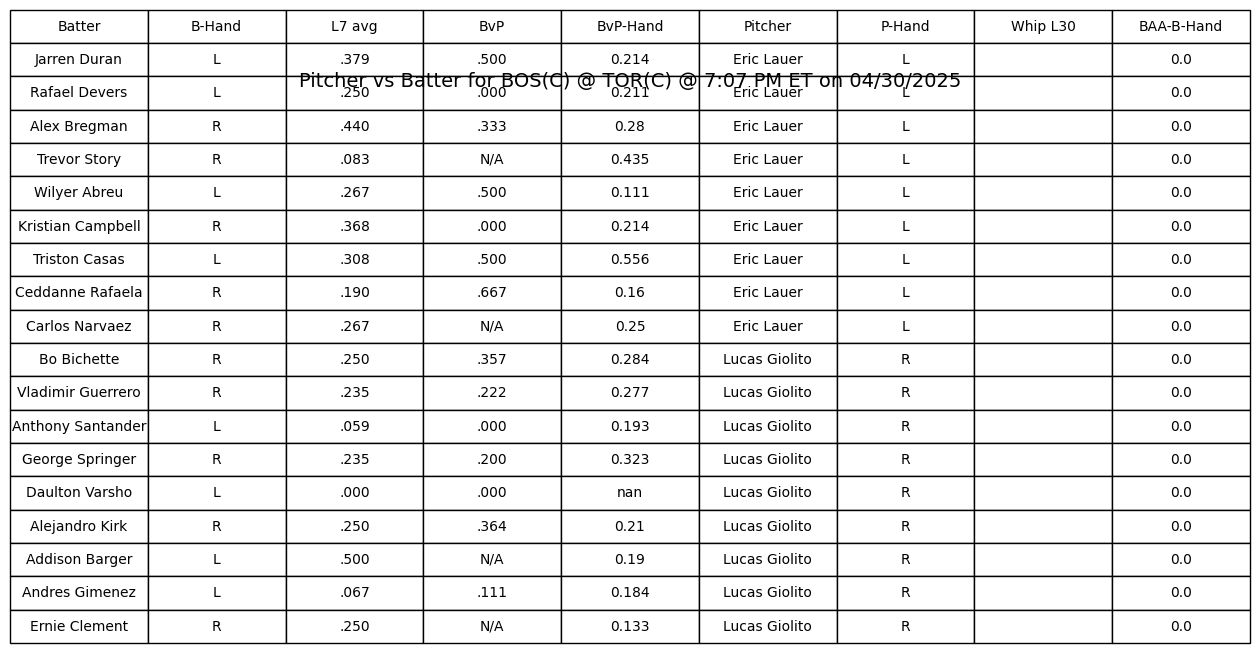 Batter B-Hand L7 avg BvP BvP-Hand Pitcher P-Hand Whip L30 BAA-B-Hand
Jarren Duran L .379 .500 0.214 Eric Lauer L 0.0
Pitcher vs Batter for BOS(C) @ TOR(C) @ 7:07 PM ET on 04/30/2025
Rafael Devers L .250 .000 0.211 Eric Lauer L 0.0
Alex Bregman R .440 .333 0.28 Eric Lauer L 0.0
Trevor Story R .083 N/A 0.435 Eric Lauer L 0.0
Wilyer Abreu L .267 .500 0.111 Eric Lauer L 0.0
Kristian Campbell R .368 .000 0.214 Eric Lauer L 0.0
Triston Casas L .308 .500 0.556 Eric Lauer L 0.0
Ceddanne Rafaela R .190 .667 0.16 Eric Lauer L 0.0
Carlos Narvaez R .267 N/A 0.25 Eric Lauer L 0.0
Bo Bichette R .250 .357 0.284 Lucas Giolito R 0.0
Vladimir Guerrero R .235 .222 0.277 Lucas Giolito R 0.0
Anthony Santander L .059 .000 0.193 Lucas Giolito R 0.0
George Springer R .235 .200 0.323 Lucas Giolito R 0.0
Daulton Varsho L .000 .000 nan Lucas Giolito R 0.0
Alejandro Kirk R .250 .364 0.21 Lucas Giolito R 0.0
Addison Barger L .500 N/A 0.19 Lucas Giolito R 0.0
Andres Gimenez L .067 .111 0.184 Lucas Giolito R 0.0
Ernie Clement R .250 N/A 0.133 Lucas Giolito R 0.0